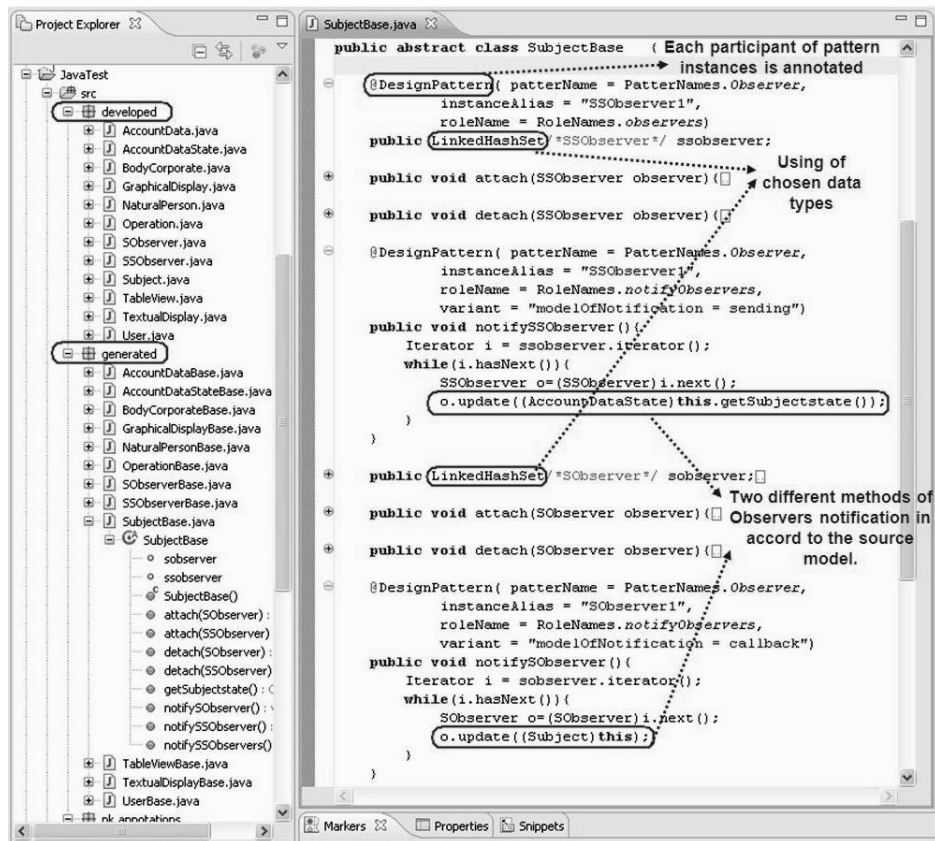 Project Explorer
JavaTest
src
developed
AccountData.java
AccountDataState.java
BodyCorporate.java
GraphicalDisplay.java
NaturalPerson.java
Operation.java
SObserver.java
SSObserver.java
Subject.java
TableView.java
TextualDisplay.java
User.java
generated
AccountDataBase.java
AccountDataStateBase.java
BodyCorporateBase.java
GraphicalDisplayBase.java
NaturalPersonBase.java
OperationBase.java
SObserverBase.java
SSObserverBase.java
SubjectBase.java
SubjectBase
sobserver
ssobserver
SubjectBase()
attach(SObserver) :
attach(SSObserver)
detach(SObserver) :
detach(SSObserver)
getSubjectstate() : C
notifySObserver() : v
notifySSObserver() :
notifySSObservers()
TableViewBase.java
TextualDisplayBase.java
UserBase.java
pk.annotations
SubjectBase.java
public abstract class SubjectBase {
Each participant of pattern
instances is annotated
@DesignPattern( patterName = PatterNames.Observer,
instanceAlias = "SSObserver1",
roleName = RoleNames.observers)
public LinkedHashSet/*SSObserver*/ ssobserver;
Using of
chosen data
types
public void attach(SSObserver observer){
public void detach(SSObserver observer){
@DesignPattern( patterName = PatterNames.Observer,
instanceAlias = "SSObserver1",
roleName = RoleNames.notifyObservers,
variant = "modelOfNotification = sending")
public void notifySSObserver(){
Iterator i = ssobserver.iterator();
while(i.hasNext()){
SSObserver o=(SSObserver)i.next();
o.update((AccountDataState)this.getSubjectstate());
}
}
public LinkedHashSet/*SObserver*/ sobserver;
Two different methods of
Observers notification in
accord to the source
model.
public void attach(SObserver observer){
public void detach(SObserver observer){
@DesignPattern( patterName = PatterNames.Observer,
instanceAlias = "SObserver1",
roleName = RoleNames.notifyObservers,
variant = "modelOfNotification = callback")
public void notifySObserver(){
Iterator i = sobserver.iterator();
while(i.hasNext()){
SObserver o=(SObserver)i.next();
o.update((Subject)this);
}
}
Markers
Properties
Snippets